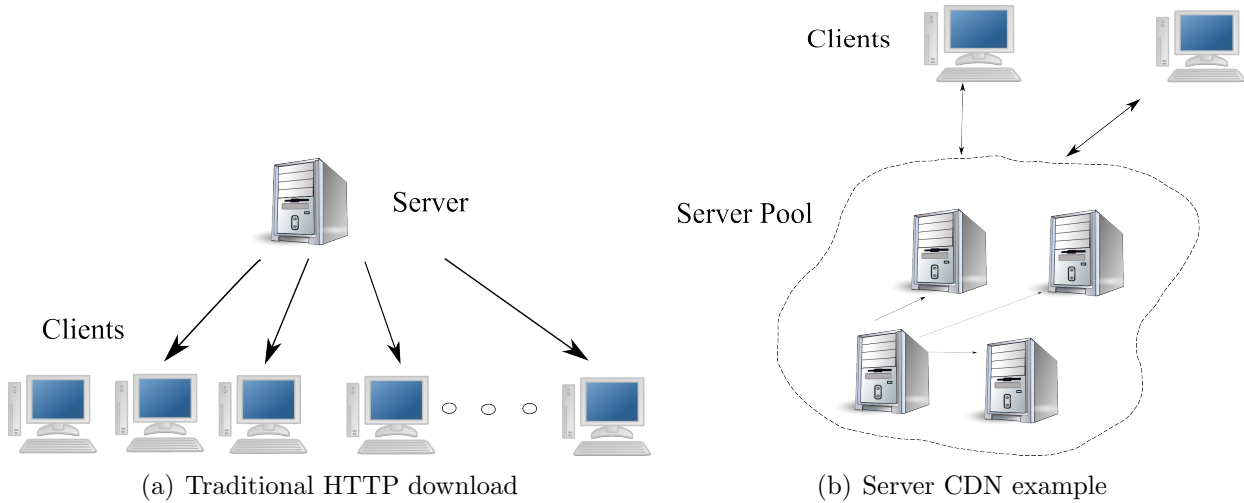 Server
Clients
(a) Traditional HTTP download
Clients
Server Pool
(b) Server CDN example